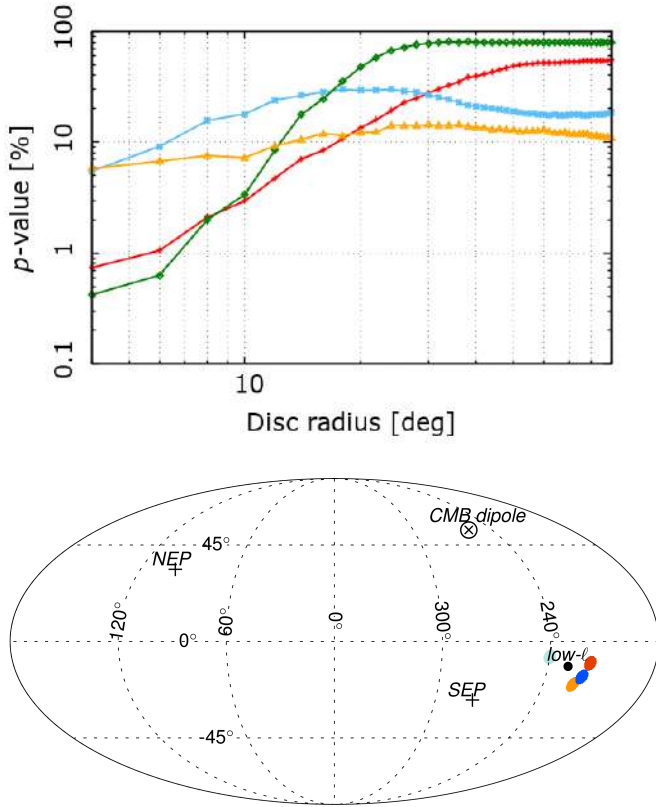 100
10
1
0.1
p-value [%]
10
Disc radius [deg]
CMB dipole
NEP
45°
120°
60°
0°
300°
240°
0°
low-ℓ
SEP
-45°